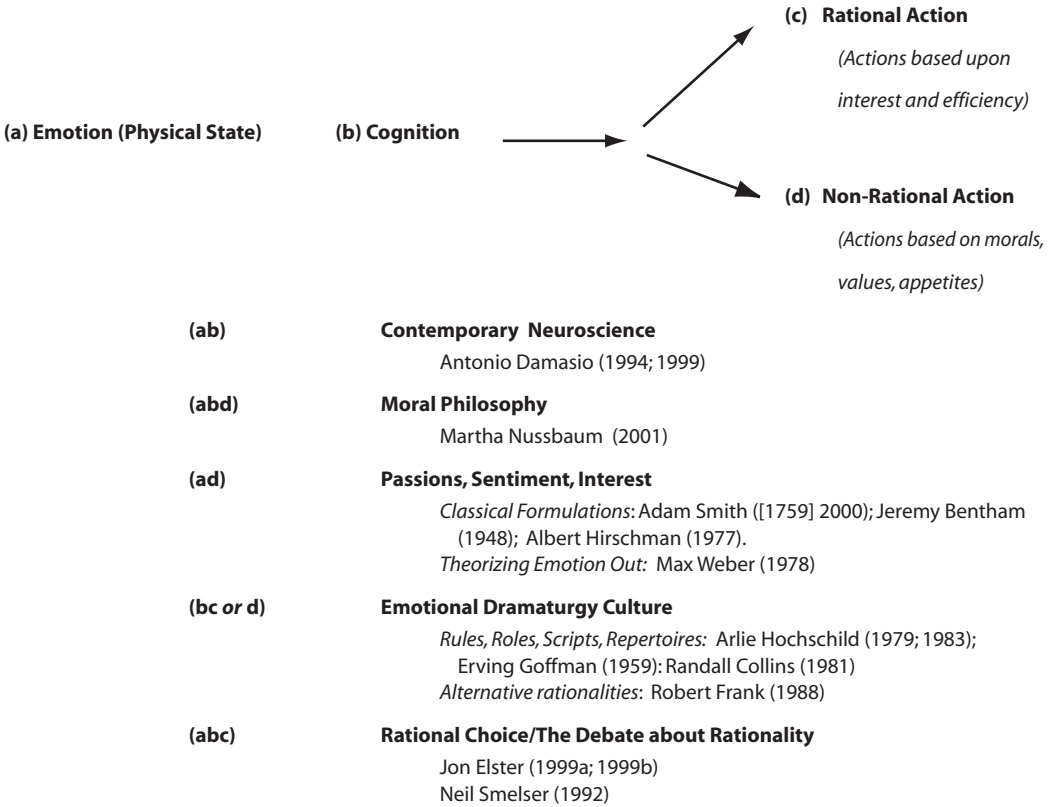 (c) Rational Action
(Actions based upon
interest and efficiency)
(a) Emotion (Physical State) (b) Cognition
(d) Non-Rational Action
(Actions based on morals,
values, appetites)
(ab) Contemporary Neuroscience
Antonio Damasio (1994; 1999)
(abd) Moral Philosophy
Martha Nussbaum (2001)
(ad) Passions, Sentiment, Interest
Classical Formulations: Adam Smith ([1759] 2000); Jeremy Bentham
(1948); Albert Hirschman (1977).
Theorizing Emotion Out: Max Weber (1978)
(bc or d) Emotional Dramaturgy Culture
Rules, Roles, Scripts, Repertoires: Arlie Hochschild (1979; 1983);
Erving Goffman (1959): Randall Collins (1981)
Alternative rationalities: Robert Frank (1988)
(abc) Rational Choice/The Debate about Rationality
Jon Elster (1999a; 1999b)
Neil Smelser (1992)